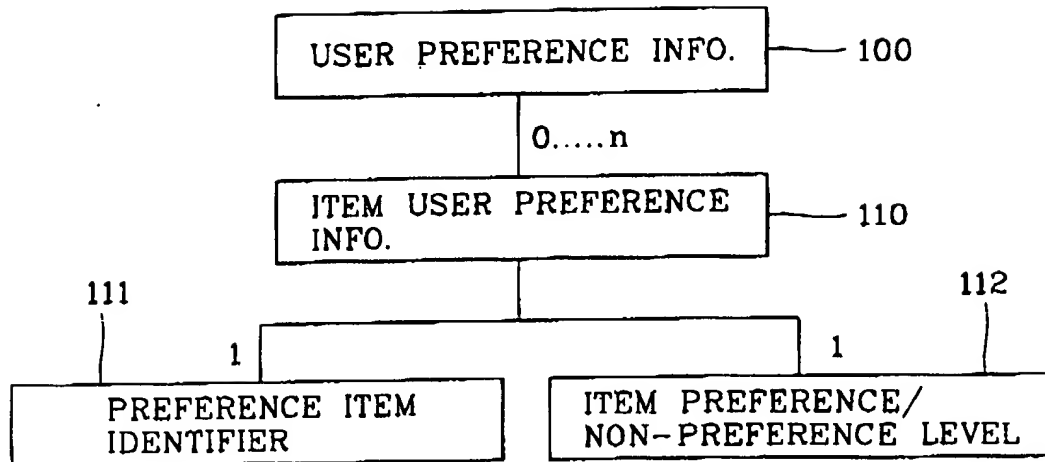 USER PREFERENCE INFO.
100
0.....n
ITEM USER PREFERENCE
INFO.
110
111
112
1
1
PREFERENCE ITEM
IDENTIFIER
ITEM PREFERENCE/
NON-PREFERENCE LEVEL